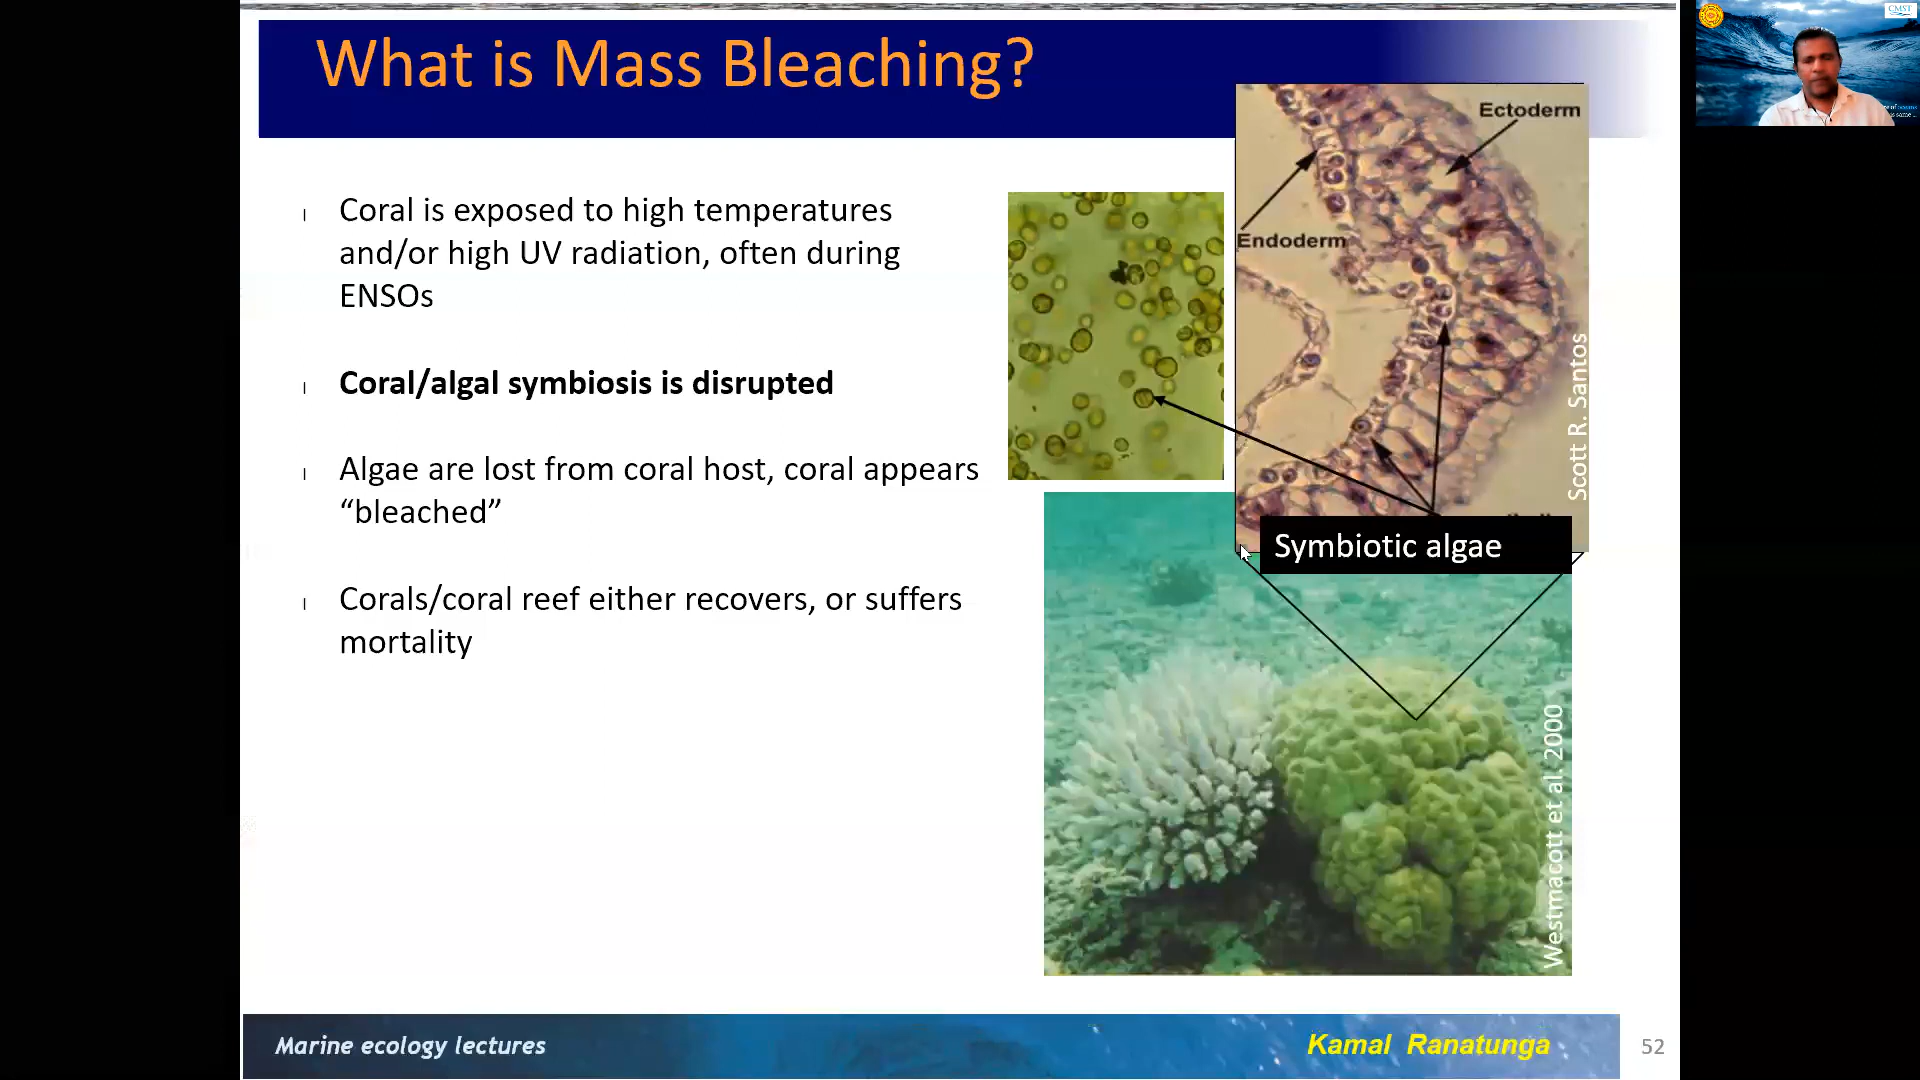 What is Mass Bleaching?
Coral is exposed to high temperatures
and/or high UV radiation, often during
ENSOs
Coral/algal symbiosis is disrupted
Algae are lost from coral host, coral appears
“bleached”
Corals/coral reef either recovers, or suffers
mortality
Ectoderm
Endoderm
Scott R. Santos
Symbiotic algae
Westmacott et al. 2000
Marine ecology lectures
Kamal Ranatunga
52
CMST